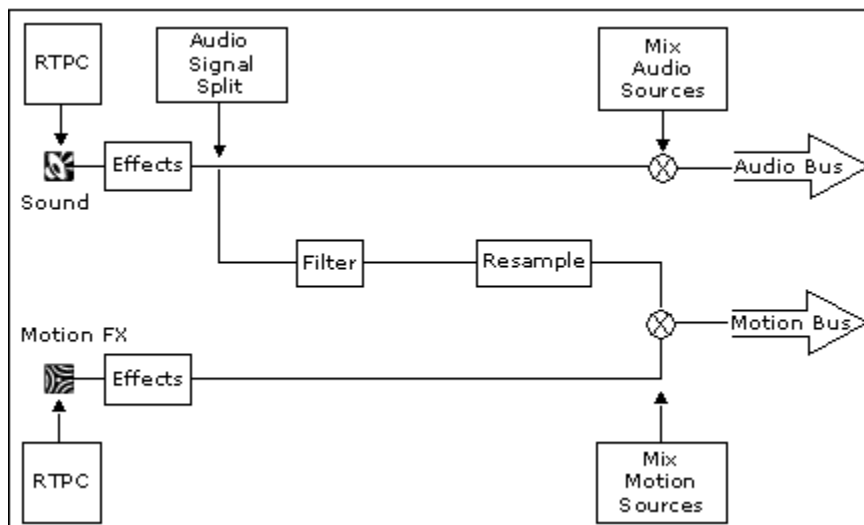 RTPC
Audio
Signal
Split
Mix
Audio
Sources
Effects
Audio Bus
Sound
Filter
Resample
Motion FX
Motion Bus
Effects
RTPC
Mix
Motion
Sources